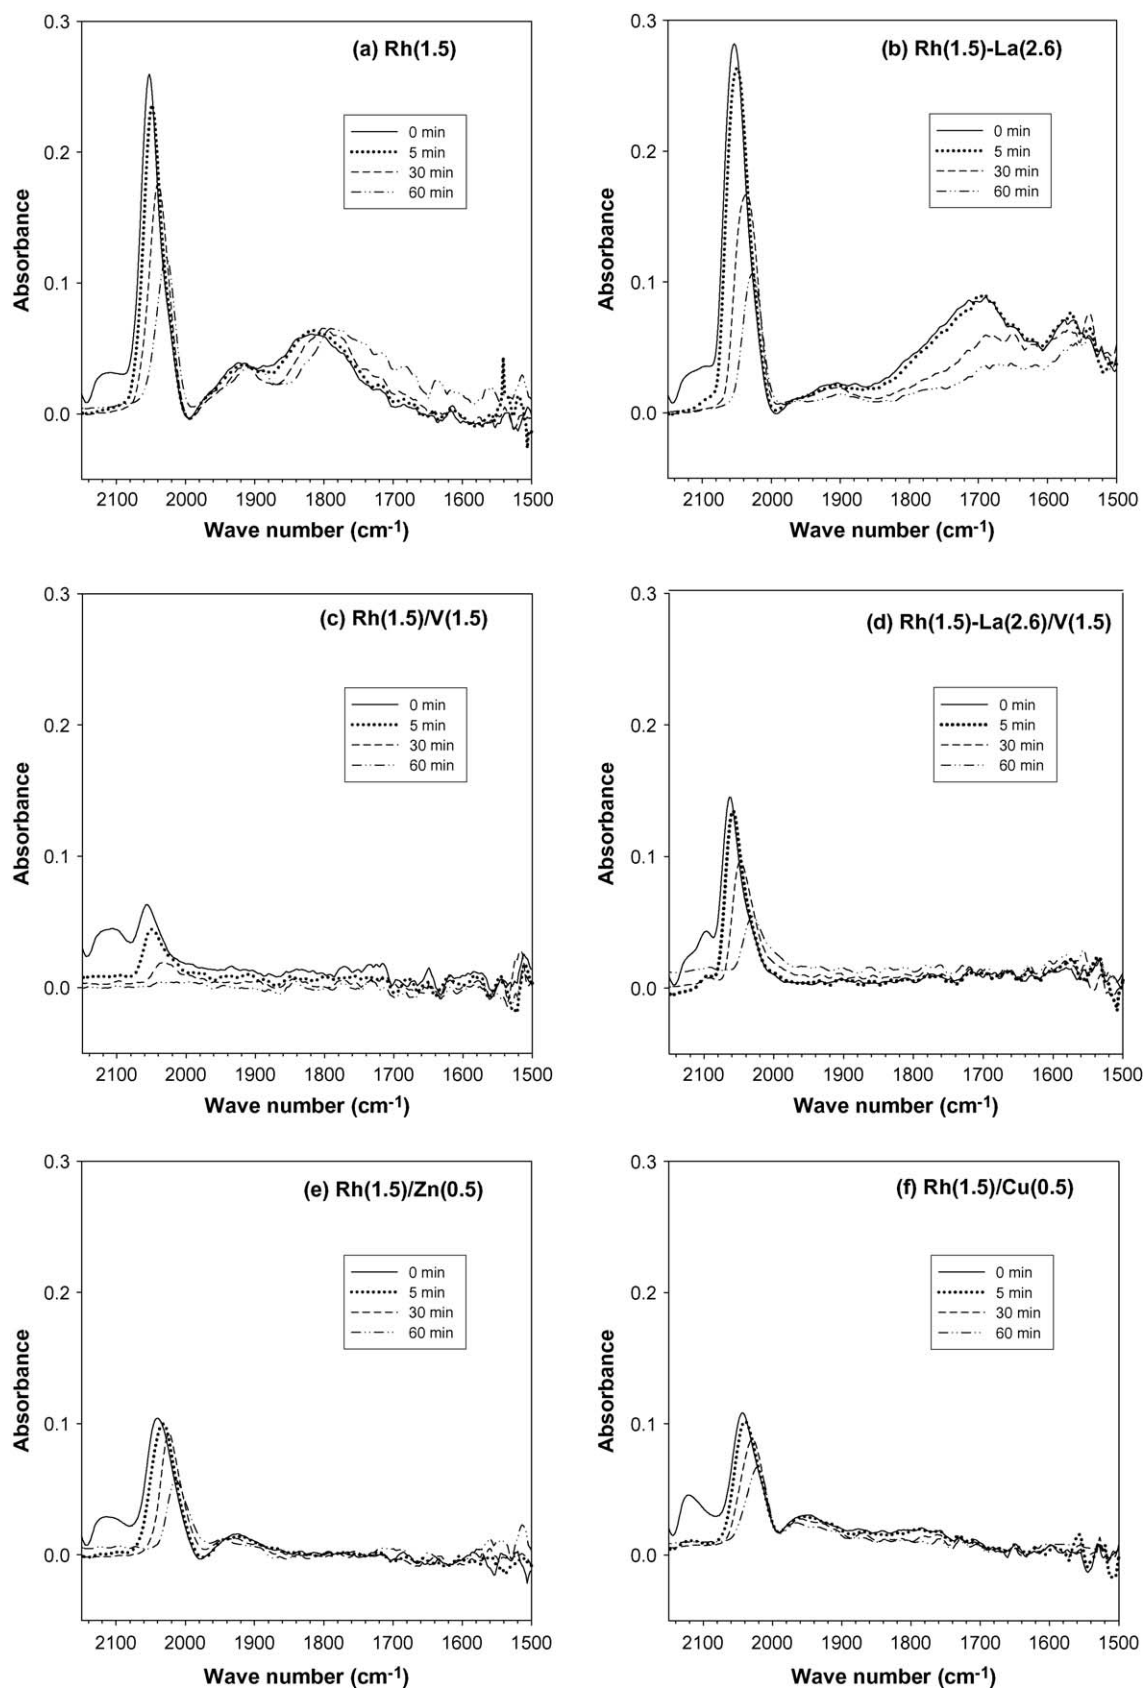 (a) Rh(1.5)
0 min
5 min
30 min
60 min
Absorbance
0.3
0.2
0.1
0.0
2100 2000 1900 1800 1700 1600 1500
Wave number (cm-1)
(b) Rh(1.5)-La(2.6)
0 min
5 min
30 min
60 min
Absorbance
0.3
0.2
0.1
0.0
2100 2000 1900 1800 1700 1600 1500
Wave number (cm-1)
(c) Rh(1.5)/V(1.5)
0 min
5 min
30 min
60 min
Absorbance
0.3
0.2
0.1
0.0
2100 2000 1900 1800 1700 1600 1500
Wave number (cm-1)
(d) Rh(1.5)-La(2.6)/V(1.5)
0 min
5 min
30 min
60 min
Absorbance
0.3
0.2
0.1
0.0
2100 2000 1900 1800 1700 1600 1500
Wave number (cm-1)
(e) Rh(1.5)/Zn(0.5)
0 min
5 min
30 min
60 min
Absorbance
0.3
0.2
0.1
0.0
2100 2000 1900 1800 1700 1600 1500
Wave number (cm-1)
(f) Rh(1.5)/Cu(0.5)
0 min
5 min
30 min
60 min
Absorbance
0.3
0.2
0.1
0.0
2100 2000 1900 1800 1700 1600 1500
Wave number (cm-1)